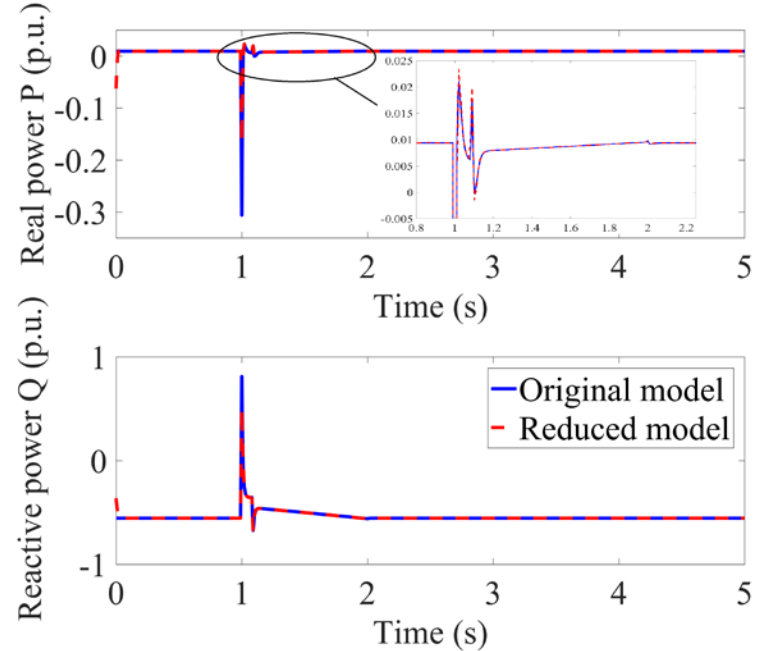 Real power P (p.u.)
0
-0.1
-0.2
-0.3
0.025
0.02
0.015
0.01
0.005
0
-0.005
0.8 1 1.2 1.4 1.6 1.8 2 2.2
0 1 2 3 4 5
Time (s)
Reactive power Q (p.u.)
1
0
-1
Original model
Reduced model
0 1 2 3 4 5
Time (s)